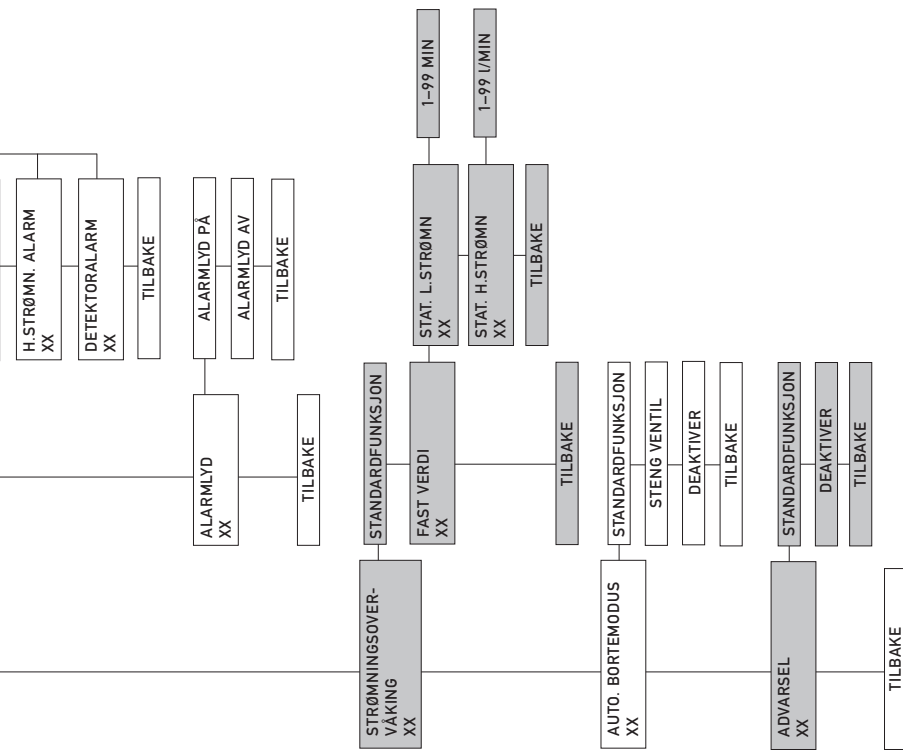 1–99 MIN
1–99 l/MIN
H.STRØMN. ALARM
XX
DETEKTORALARM
XX
TILBAKE
ALARMLYD PÅ
ALARMLYD AV
TILBAKE
STAT. L.STRØMN
XX
STAT. H.STRØMN
XX
TILBAKE
ALARMLYD
XX
TILBAKE
STANDARDFUNKSJON
FAST VERDI
XX
TILBAKE
STANDARDFUNKSJON
STENG VENTIL
DEAKTIVER
TILBAKE
STANDARDFUNKSJON
DEAKTIVER
TILBAKE
STRØMNINGSOVER-
VÅKING
XX
AUTO. BORTEMODUS
XX
ADVARSEL
XX
TILBAKE